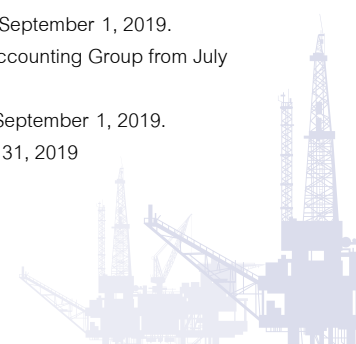 September 1, 2019.
ccounting Group from July
September 1, 2019.
31, 2019